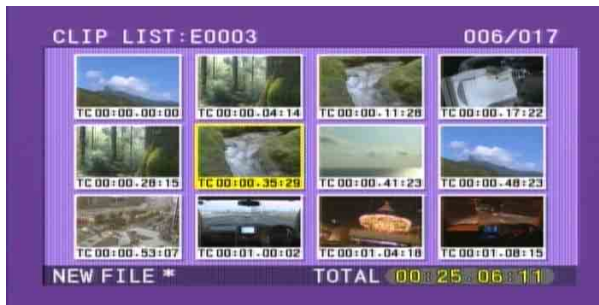 CLIP LIST:E0003 006/017
TC 00:00.00:00 TC 00:00.04:14 TC 00:00.11:28 TC 00:00.17:22
TC 00:00.28:15 TC 00:00.35:29 TC 00:00.41:23 TC 00:00.48:23
TC 00:00.53:07 TC 00:01.00:02 TC 00:01.04:18 TC 00:01.08:15
NEW FILE * TOTAL 00:25.06:11